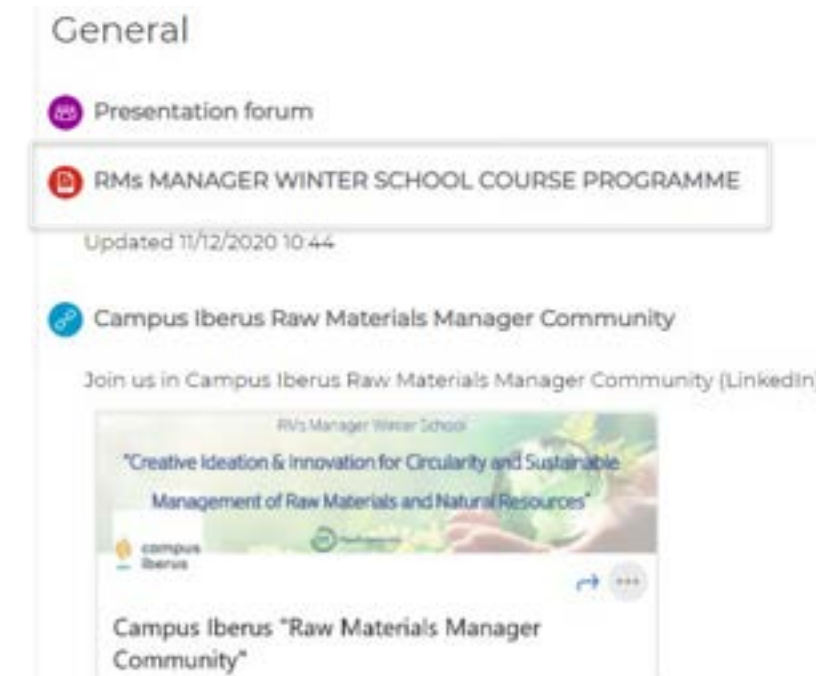 General
Presentation forum
RMs MANAGER WINTER SCHOOL COURSE PROGRAMME
Updated 11/12/2020 10:44
Campus Iberus Raw Materials Manager Community
Join us in Campus Iberus Raw Materials Manager Community (LinkedIn)
RMs Manager Winter School
"Creative Ideation & Innovation for Circularity and Sustainable
Management of Raw Materials and Natural Resources"
campus
iberus
Campus Iberus "Raw Materials Manager
Community"